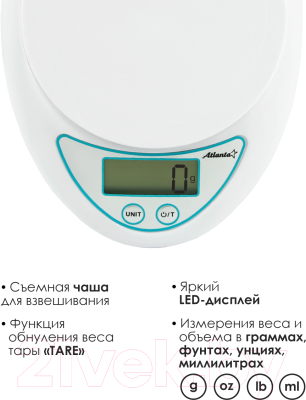 Atlanta
0 g
UNIT
⏻/T
• Съемная чаша
для взвешивания
• Функция
обнуления веса
тары «TARE»
• Яркий
LED-дисплей
• Измерения веса и
объема в граммах,
фунтах, унциях,
миллилитрах
g oz lb ml